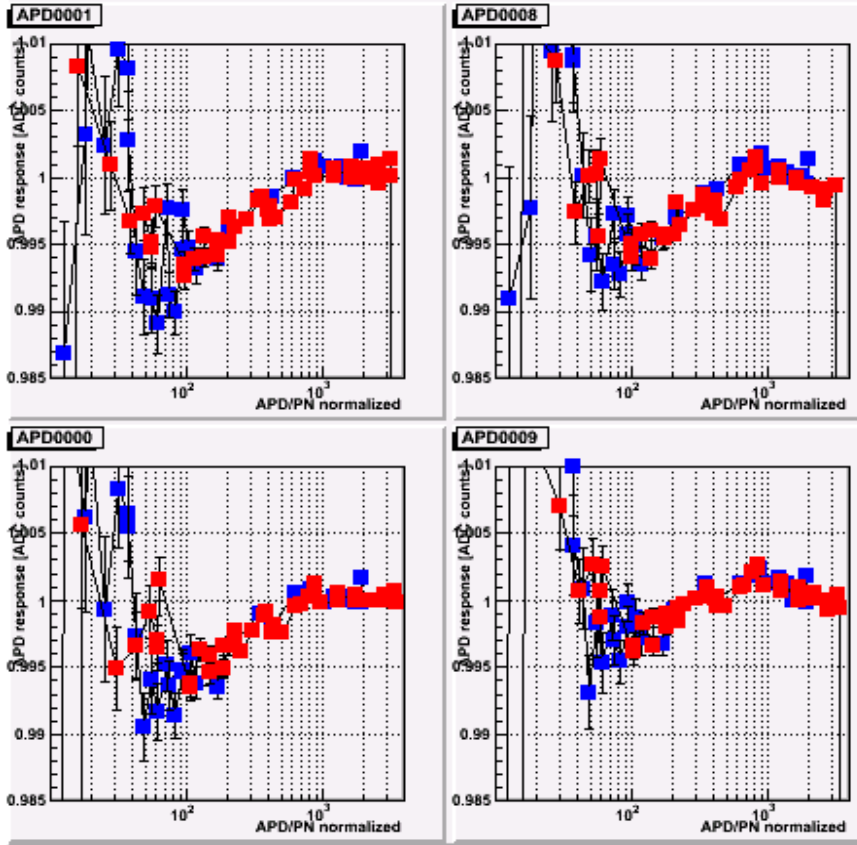 APD0001
1.01
1.005
1
0.995
0.99
0.985
APD response [ADC counts]
10²
10³
APD/PN normalized
APD0008
1.01
1.005
1
0.995
0.99
0.985
APD response [ADC counts]
10²
10³
APD/PN normalized
APD0000
1.01
1.005
1
0.995
0.99
0.985
APD response [ADC counts]
10²
10³
APD/PN normalized
APD0009
1.01
1.005
1
0.995
0.99
0.985
APD response [ADC counts]
10²
10³
APD/PN normalized